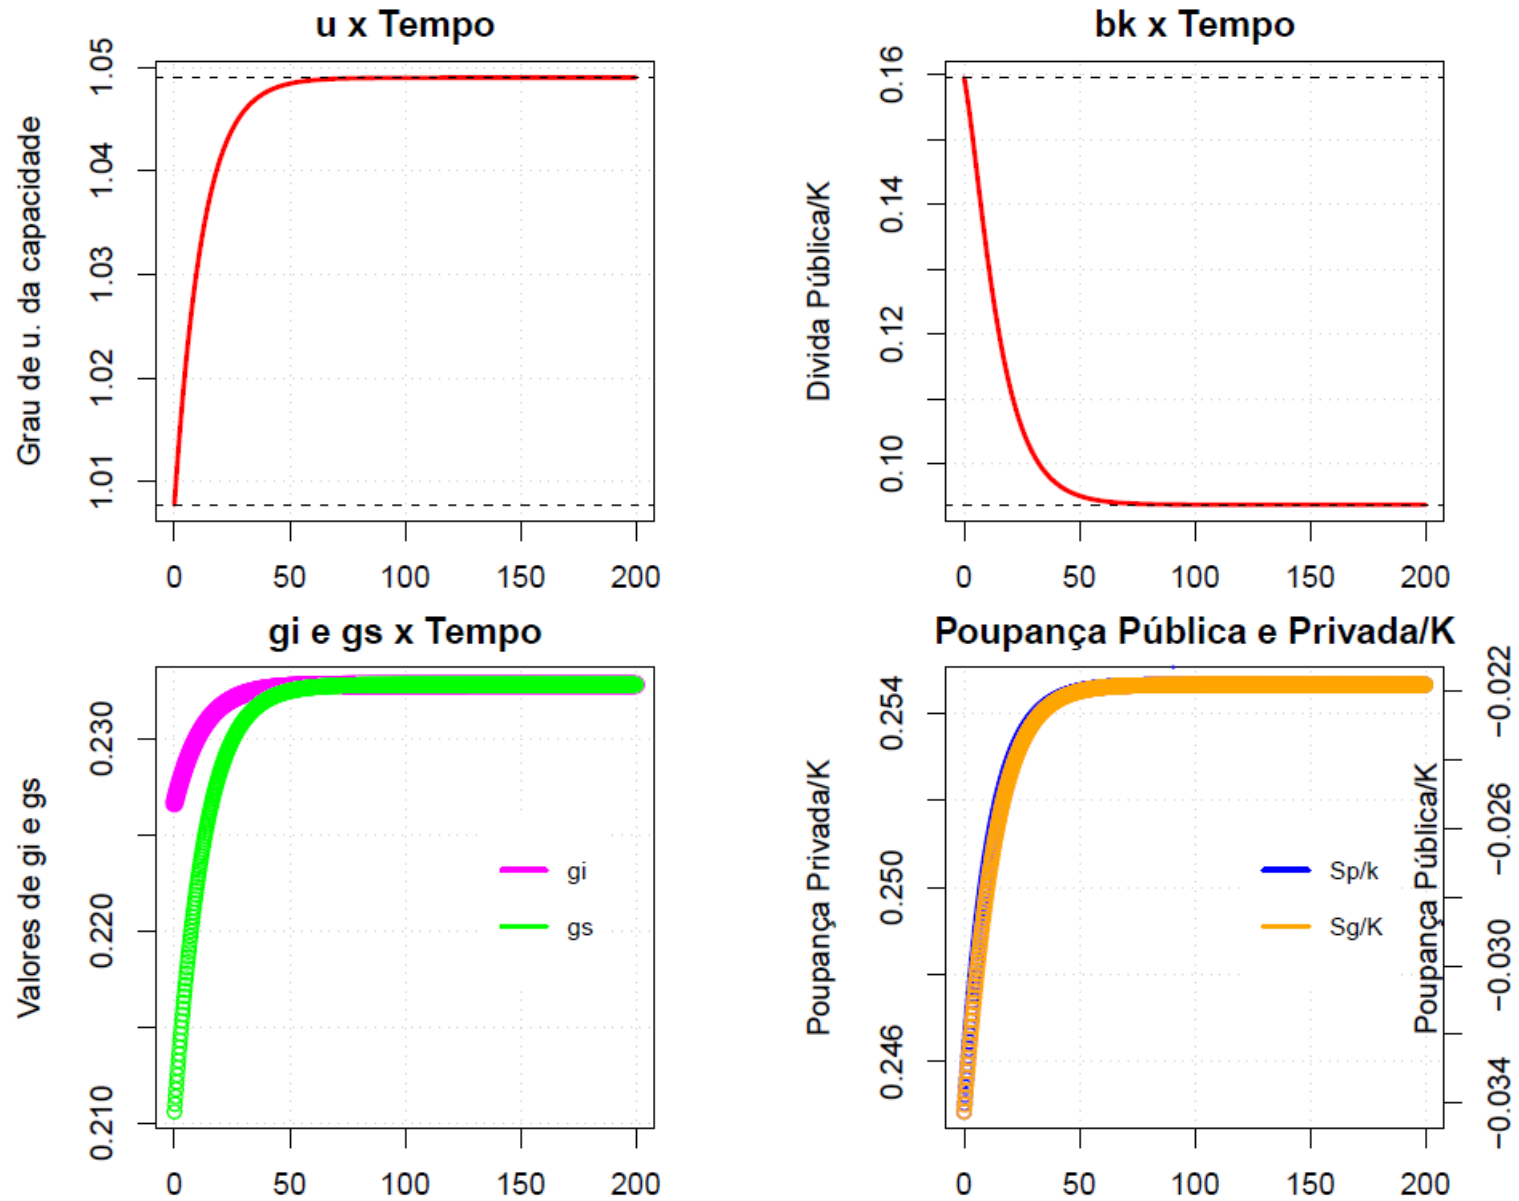 u x Tempo
Grau de u. da capacidade
1.05
1.04
1.03
1.02
1.01
0 50 100 150 200
bk x Tempo
Divida Pública/K
0.16
0.14
0.12
0.10
0 50 100 150 200
gi e gs x Tempo
Valores de gi e gs
0.230
0.220
0.210
gi
gs
0 50 100 150 200
Poupança Pública e Privada/K
Poupança Privada/K
0.254
0.250
0.246
Sp/k
Sg/K
Poupança Pública/K
−0.022
−0.026
−0.030
−0.034
0 50 100 150 200